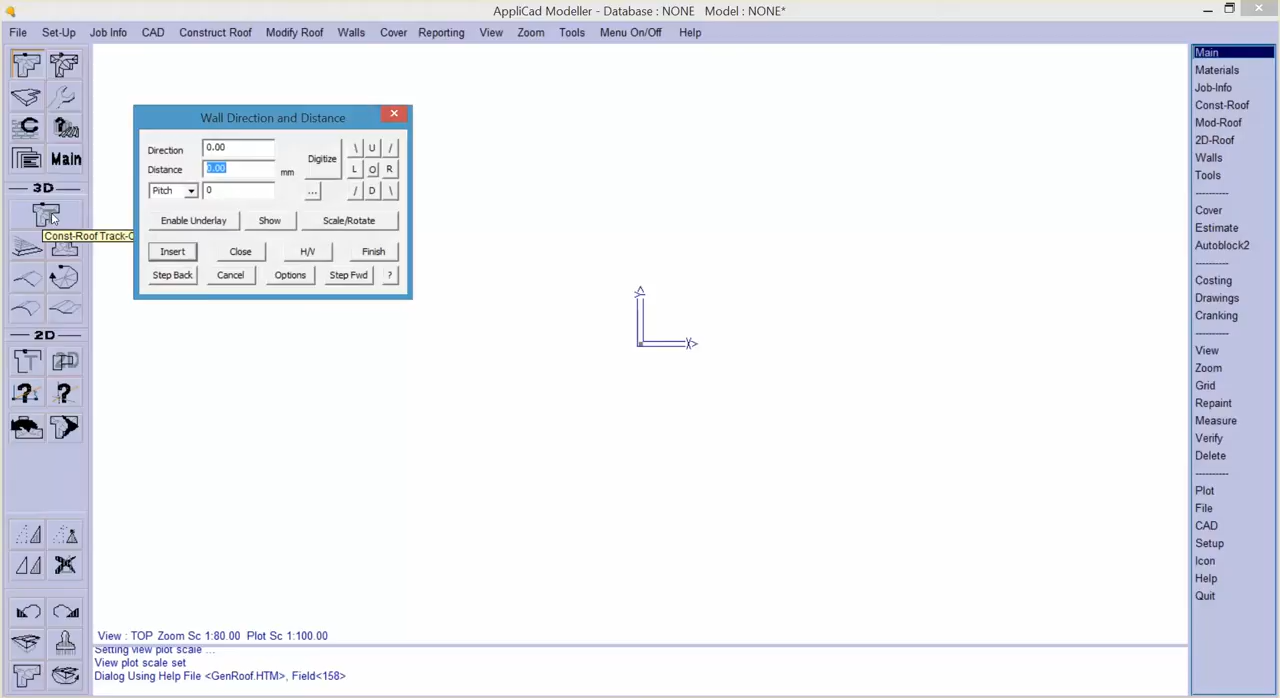 AppliCad Modeller - Database : NONE Model : NONE*
File Set-Up Job Info CAD Construct Roof Modify Roof Walls Cover Reporting View Zoom Tools Menu On/Off Help
Wall Direction and Distance
Direction 0.00
Distance 0.00 mm
Pitch 0 ...
Digitize
\ U /
L O R
/ D \
Enable Underlay Show Scale/Rotate
Insert Close H/V Finish
Step Back Cancel Options Step Fwd ?
Main
3D
Const-Roof Track-
2D
Y
X
Main
Materials
Job-Info
Const-Roof
Mod-Roof
2D-Roof
Walls
Tools
----------
Cover
Estimate
Autoblock2
----------
Costing
Drawings
Cranking
----------
View
Zoom
Grid
Repaint
Measure
Verify
Delete
----------
Plot
File
CAD
Setup
Icon
Help
Quit
View : TOP Zoom Sc 1:80.00 Plot Sc 1:100.00
Setting view plot scale ...
View plot scale set
Dialog Using Help File <GenRoof.HTM>, Field<158>